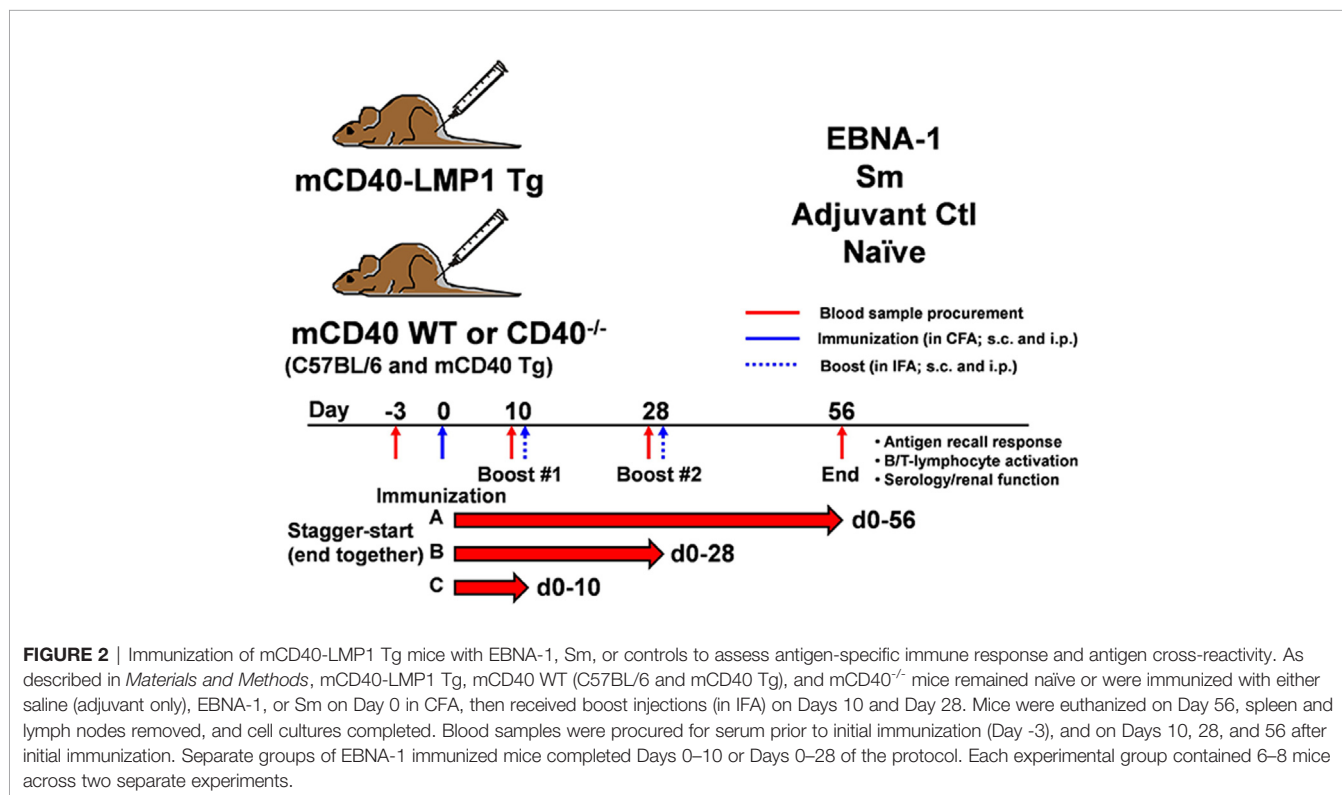 mCD40-LMP1 Tg
mCD40 WT or CD40-/-
(C57BL/6 and mCD40 Tg)
EBNA-1
Sm
Adjuvant Ctl
Naïve
Blood sample procurement
Immunization (in CFA; s.c. and i.p.)
Boost (in IFA; s.c. and i.p.)
Day -3 0 10 28 56
Immunization
Boost #1
Boost #2
End
• Antigen recall response
• B/T-lymphocyte activation
• Serology/renal function
Stagger-start
(end together)
A d0-56
B d0-28
C d0-10
FIGURE 2 | Immunization of mCD40-LMP1 Tg mice with EBNA-1, Sm, or controls to assess antigen-specific immune response and antigen cross-reactivity. As
described in Materials and Methods, mCD40-LMP1 Tg, mCD40 WT (C57BL/6 and mCD40 Tg), and mCD40-/- mice remained naïve or were immunized with either
saline (adjuvant only), EBNA-1, or Sm on Day 0 in CFA, then received boost injections (in IFA) on Days 10 and Day 28. Mice were euthanized on Day 56, spleen and
lymph nodes removed, and cell cultures completed. Blood samples were procured for serum prior to initial immunization (Day -3), and on Days 10, 28, and 56 after
initial immunization. Separate groups of EBNA-1 immunized mice completed Days 0–10 or Days 0–28 of the protocol. Each experimental group contained 6–8 mice
across two separate experiments.